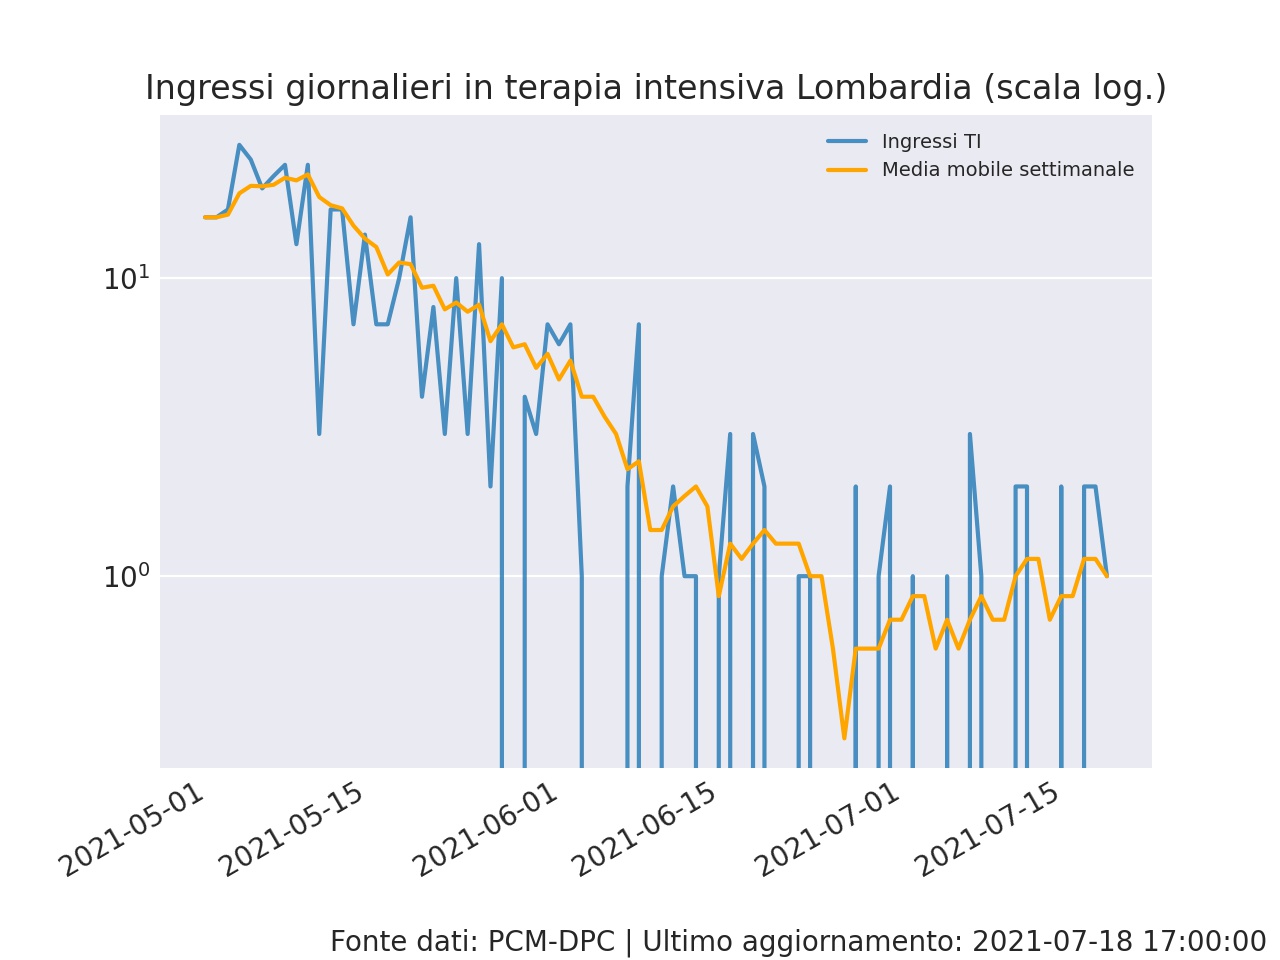 Ingressi giornalieri in terapia intensiva Lombardia (scala log.)
Ingressi TI
Media mobile settimanale
10¹
10⁰
2021-05-01
2021-05-15
2021-06-01
2021-06-15
2021-07-01
2021-07-15
Fonte dati: PCM-DPC | Ultimo aggiornamento: 2021-07-18 17:00:00